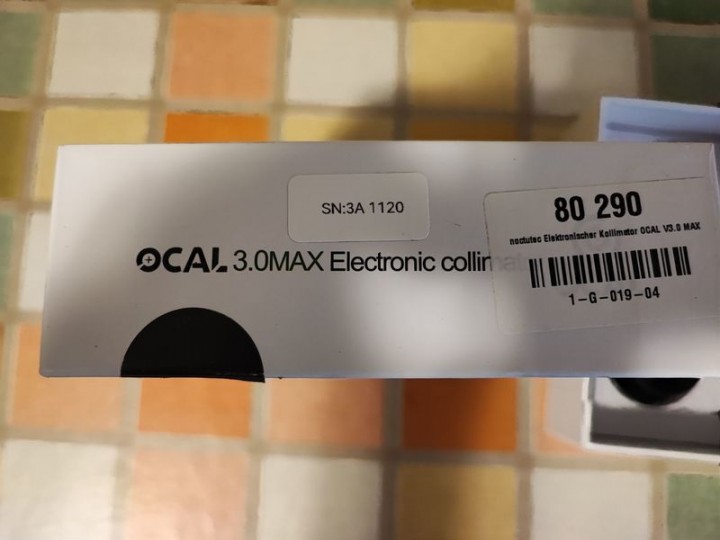 SN:3A 1120
80 290
noctutec Elektronischer Kollimator OCAL V3.0 MAX
OCAL 3.0MAX Electronic collim
1-G-019-04